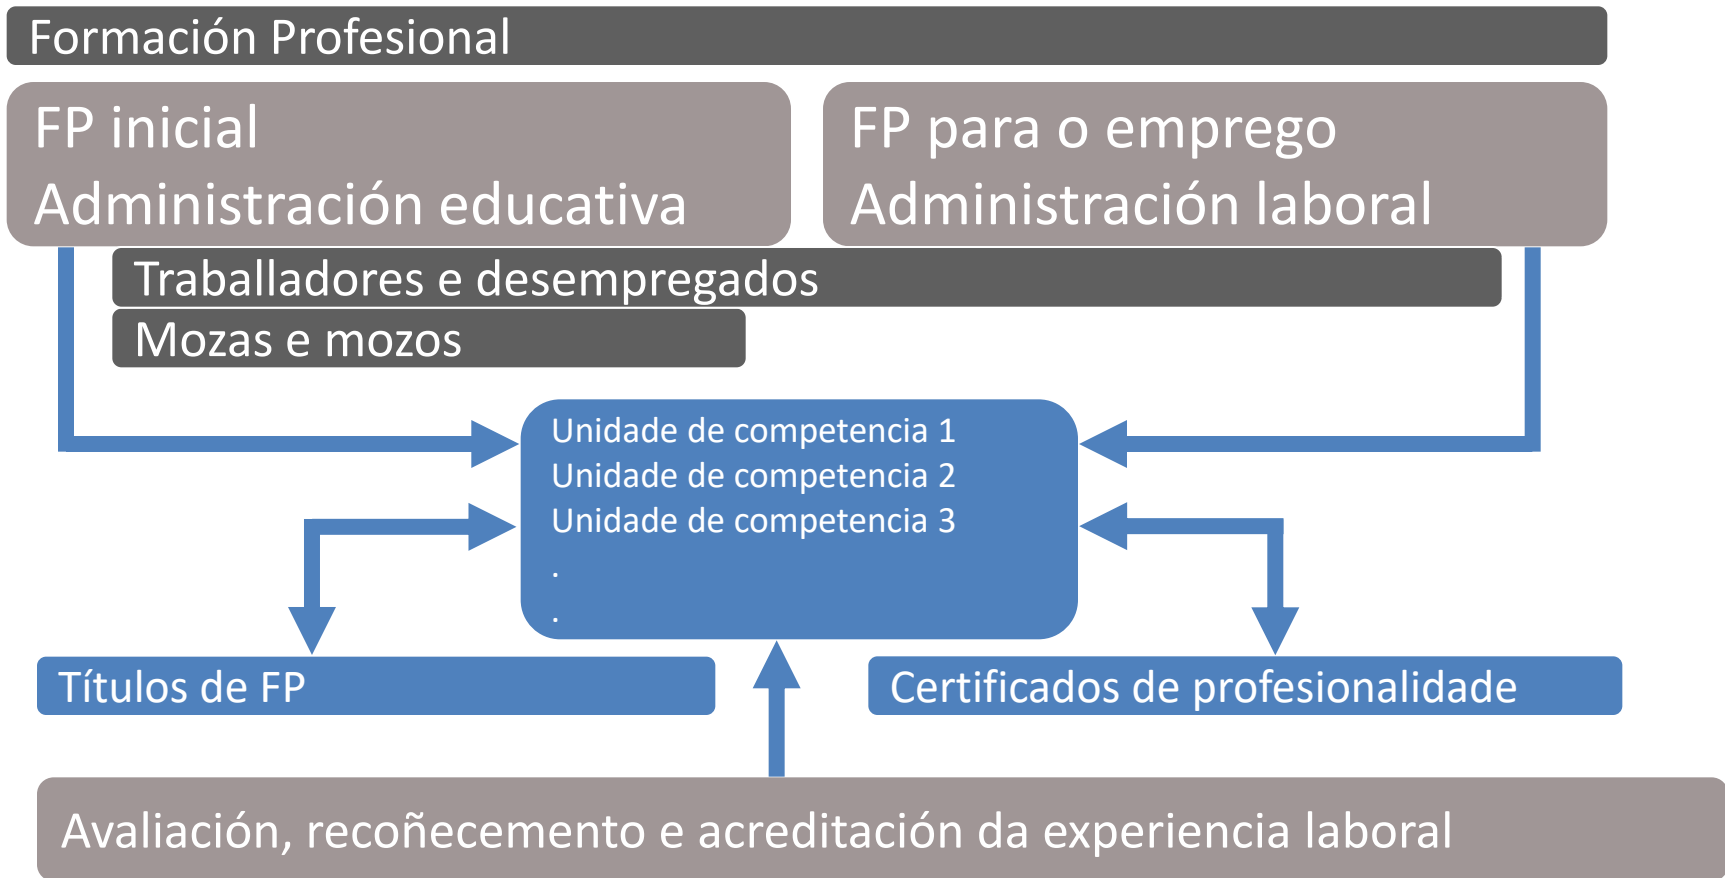 Formación Profesional
FP inicial
Administración educativa
FP para o emprego
Administración laboral
Traballadores e desempregados
Mozas e mozos
Unidade de competencia 1
Unidade de competencia 2
Unidade de competencia 3
.
.
Títulos de FP
Certificados de profesionalidade
Avaliación, recoñecemento e acreditación da experiencia laboral